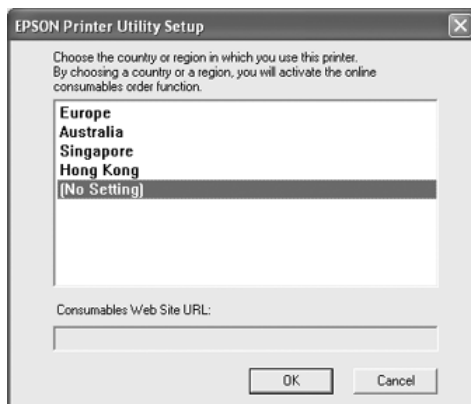 EPSON Printer Utility Setup
Choose the country or region in which you use this printer.
By choosing a country or a region, you will activate the online
consumables order function.
Europe
Australia
Singapore
Hong Kong
(No Setting)
Consumables Web Site URL:
OK
Cancel